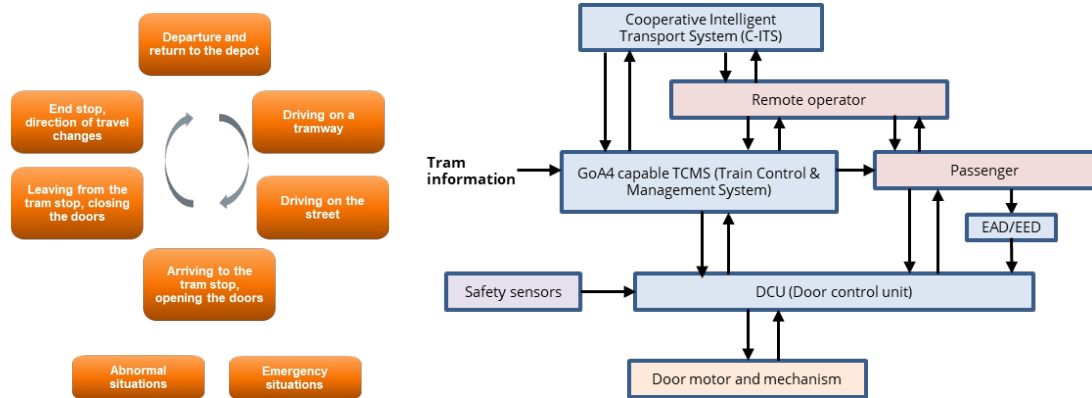 Departure and
return to the depot
End stop,
direction of travel
changes
Driving on a
tramway
Leaving from the
tram stop, closing
the doors
Driving on the
street
Arriving to the
tram stop,
opening the doors
Abnormal
situations
Emergency
situations
Cooperative Intelligent
Transport System (C-ITS)
Remote operator
Tram
information
GoA4 capable TCMS (Train Control &
Management System)
Passenger
EAD/EED
Safety sensors
DCU (Door control unit)
Door motor and mechanism